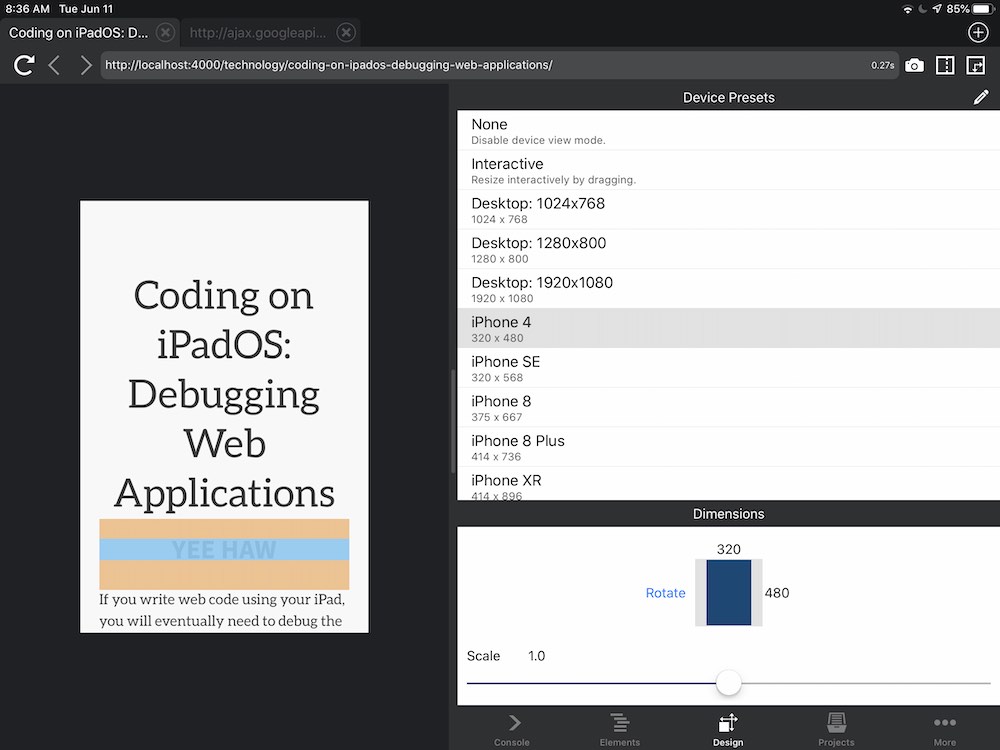 8:36 AM Tue Jun 11
85%
Coding on iPadOS: D...
http://ajax.googleapi...
http://localhost:4000/technology/coding-on-ipados-debugging-web-applications/
0.27s
Coding on
iPadOS:
Debugging
Web
Applications
YEE HAW
If you write web code using your iPad,
you will eventually need to debug the
Device Presets
None
Disable device view mode.
Interactive
Resize interactively by dragging.
Desktop: 1024x768
1024 x 768
Desktop: 1280x800
1280 x 800
Desktop: 1920x1080
1920 x 1080
iPhone 4
320 x 480
iPhone SE
320 x 568
iPhone 8
375 x 667
iPhone 8 Plus
414 x 736
iPhone XR
414 x 896
Dimensions
320
Rotate
480
Scale 1.0
Console
Elements
Design
Projects
More